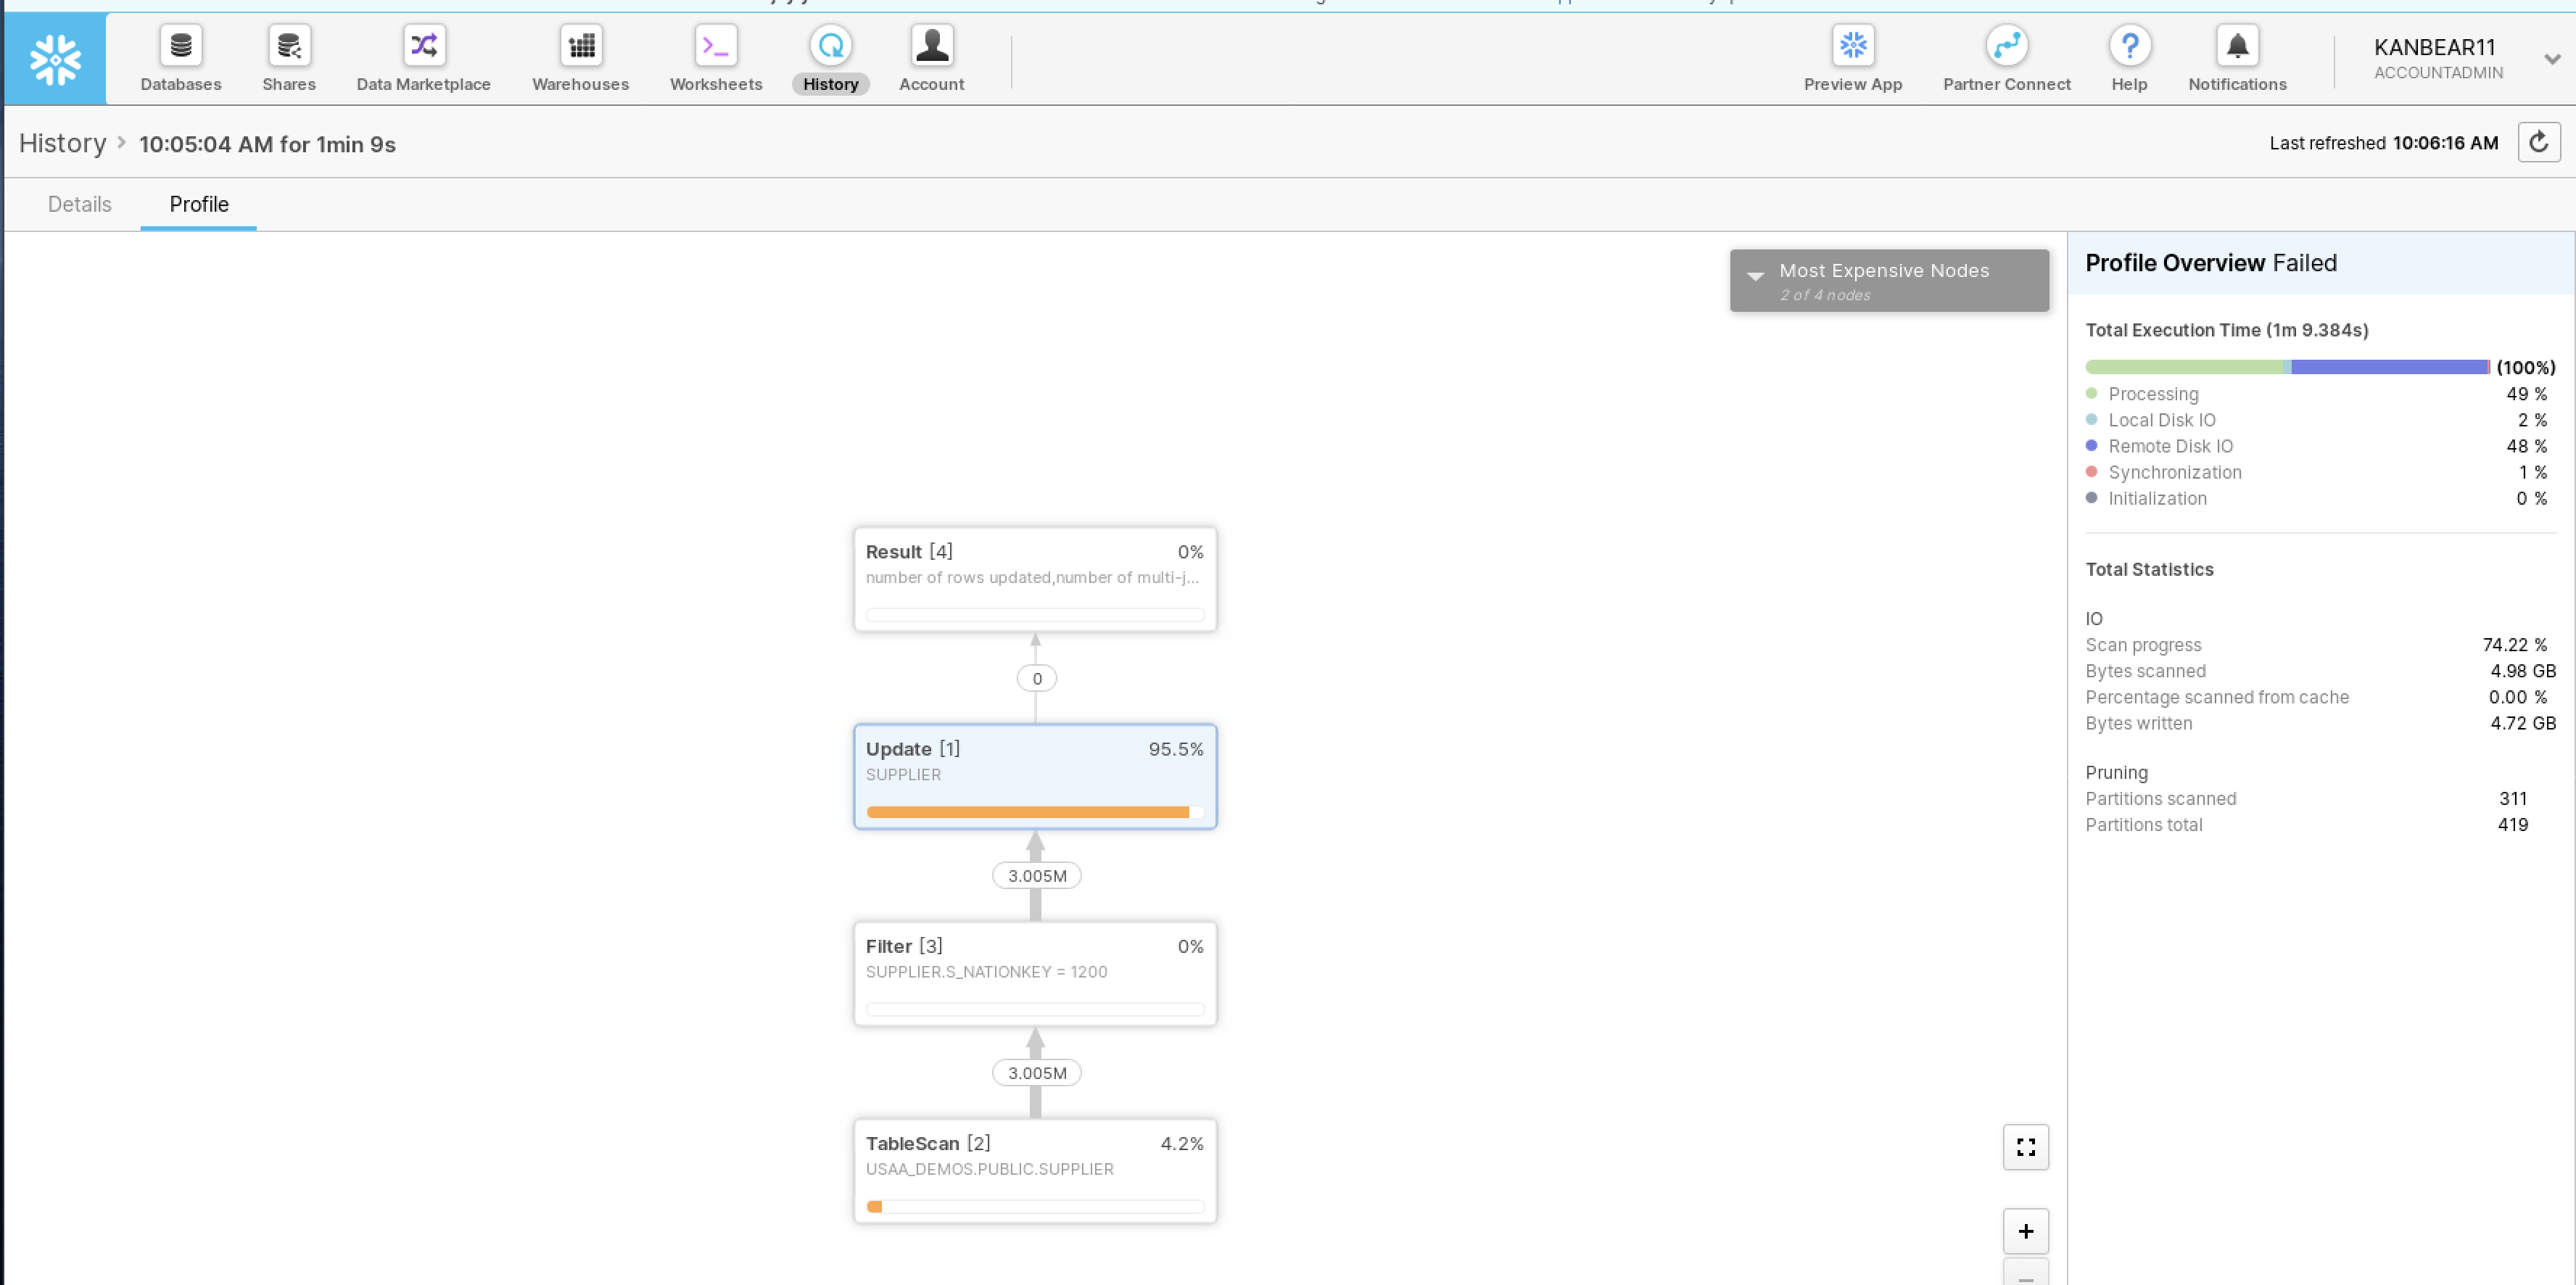 Databases
Shares
Data Marketplace
Warehouses
Worksheets
History
Account
Preview App
Partner Connect
Help
Notifications
KANBEAR11
ACCOUNTADMIN
History > 10:05:04 AM for 1min 9s
Last refreshed 10:06:16 AM
Details
Profile
Most Expensive Nodes
2 of 4 nodes
Result [4] 0%
number of rows updated,number of multi-j...
0
Update [1] 95.5%
SUPPLIER
3.005M
Filter [3] 0%
SUPPLIER.S_NATIONKEY = 1200
3.005M
TableScan [2] 4.2%
USAA_DEMOS.PUBLIC.SUPPLIER
+
Profile Overview Failed
Total Execution Time (1m 9.384s)
(100%)
Processing 49 %
Local Disk IO 2 %
Remote Disk IO 48 %
Synchronization 1 %
Initialization 0 %
Total Statistics
IO
Scan progress 74.22 %
Bytes scanned 4.98 GB
Percentage scanned from cache 0.00 %
Bytes written 4.72 GB
Pruning
Partitions scanned 311
Partitions total 419